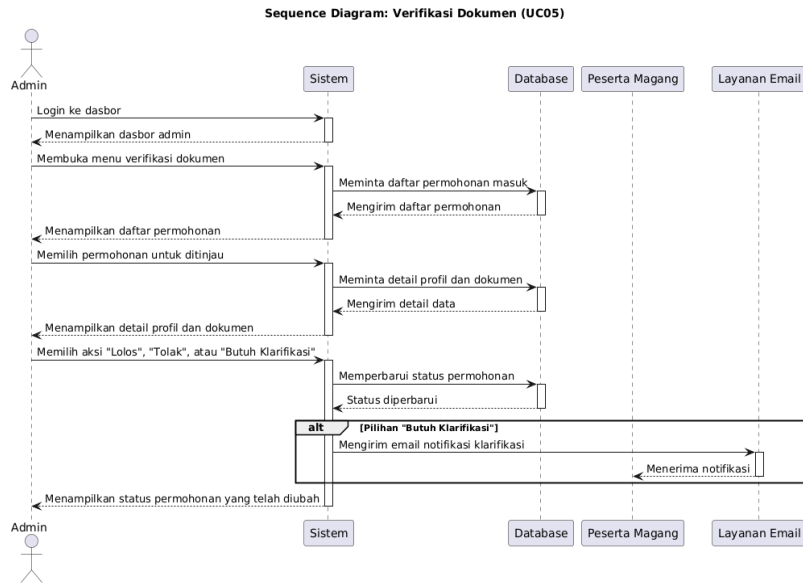 Sequence Diagram: Verifikasi Dokumen (UC05)
Admin
Sistem
Database
Peserta Magang
Layanan Email
Login ke dasbor
Menampilkan dasbor admin
Membuka menu verifikasi dokumen
Meminta daftar permohonan masuk
Mengirim daftar permohonan
Menampilkan daftar permohonan
Memilih permohonan untuk ditinjau
Meminta detail profil dan dokumen
Mengirim detail data
Menampilkan detail profil dan dokumen
Memilih aksi "Lolos", "Tolak", atau "Butuh Klarifikasi"
Memperbarui status permohonan
Status diperbarui
alt
[Pilihan "Butuh Klarifikasi"]
Mengirim email notifikasi klarifikasi
Menerima notifikasi
Menampilkan status permohonan yang telah diubah
Admin
Sistem
Database
Peserta Magang
Layanan Email